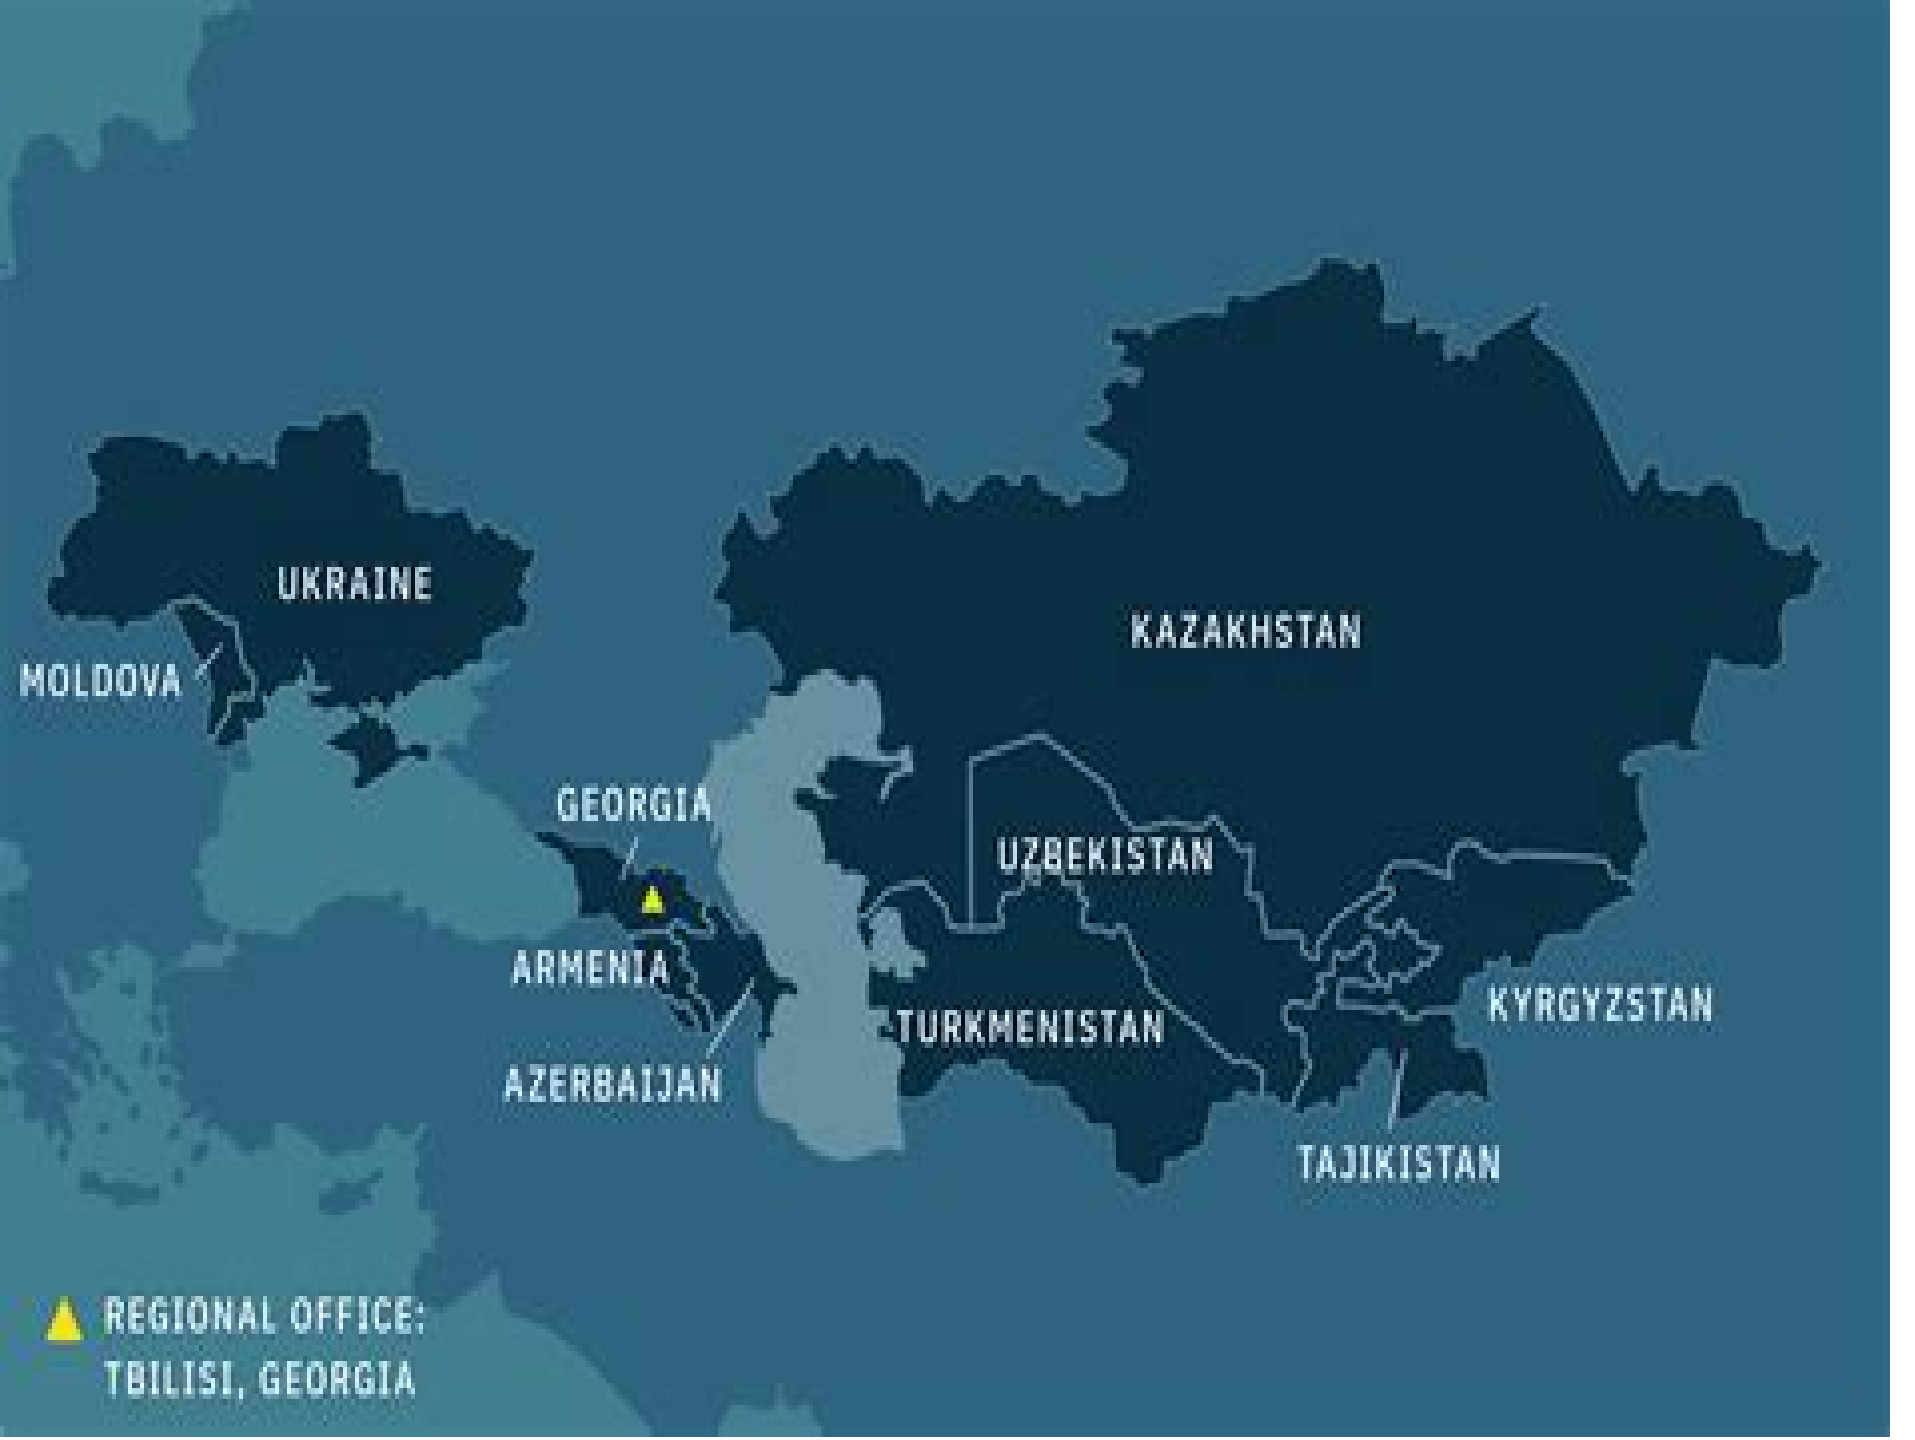 UKRAINE
KAZAKHSTAN
MOLDOVA
GEORGIA
UZBEKISTAN
ARMENIA
KYRGYZSTAN
TURKMENISTAN
AZERBAIJAN
TAJIKISTAN
REGIONAL OFFICE:
TBILISI, GEORGIA